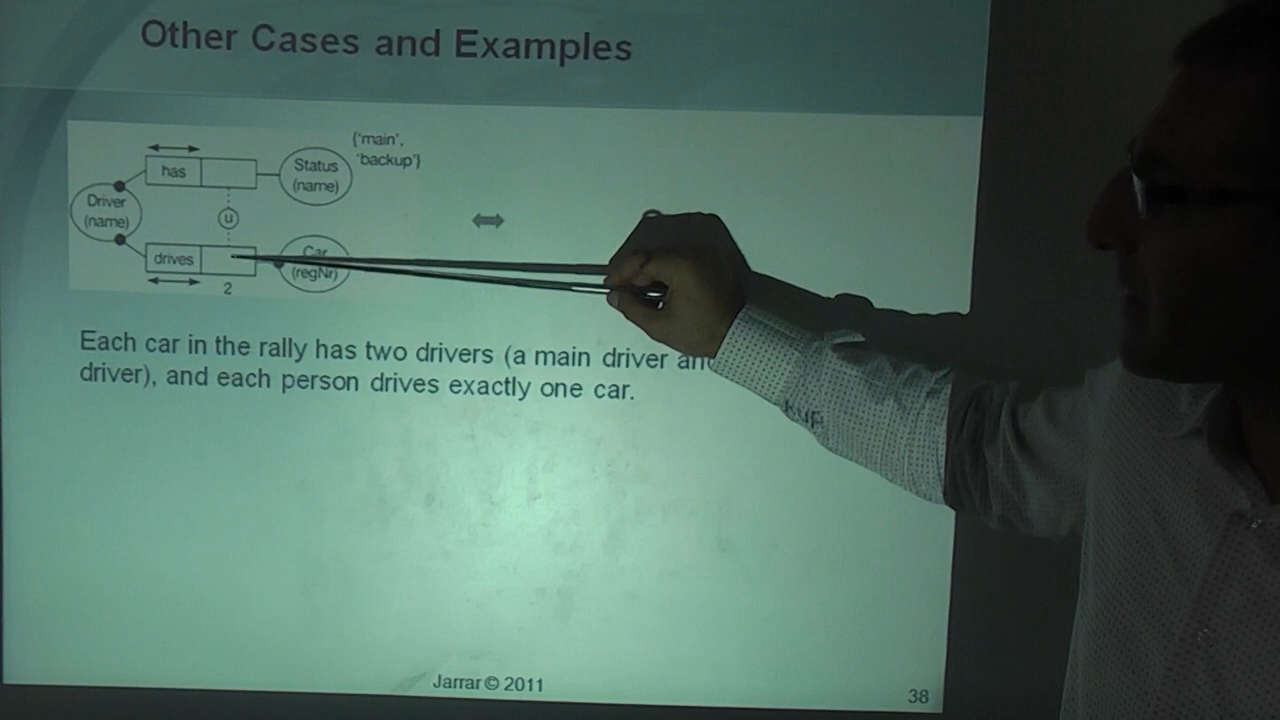 Other Cases and Examples
{'main',
'backup'}
has
Status
(name)
Driver
(name)
u
drives
Car
(regNr)
2
Each car in the rally has two drivers (a main driver and
driver), and each person drives exactly one car.
Jarrar © 2011
38